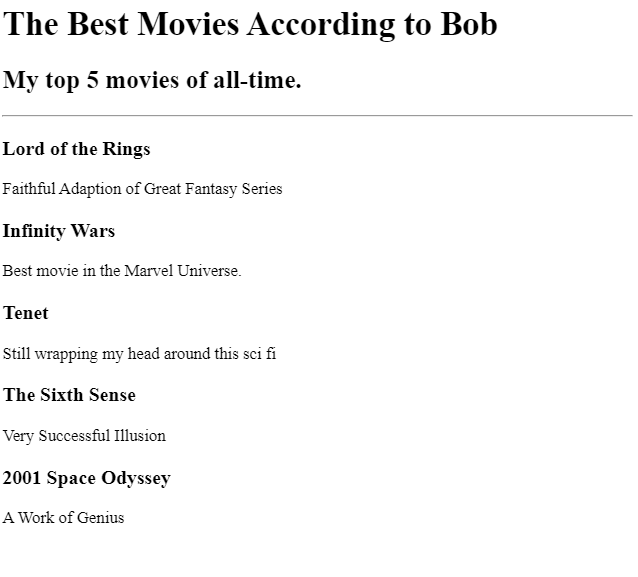 The Best Movies According to Bob
My top 5 movies of all-time.
Lord of the Rings
Faithful Adaption of Great Fantasy Series
Infinity Wars
Best movie in the Marvel Universe.
Tenet
Still wrapping my head around this sci fi
The Sixth Sense
Very Successful Illusion
2001 Space Odyssey
A Work of Genius